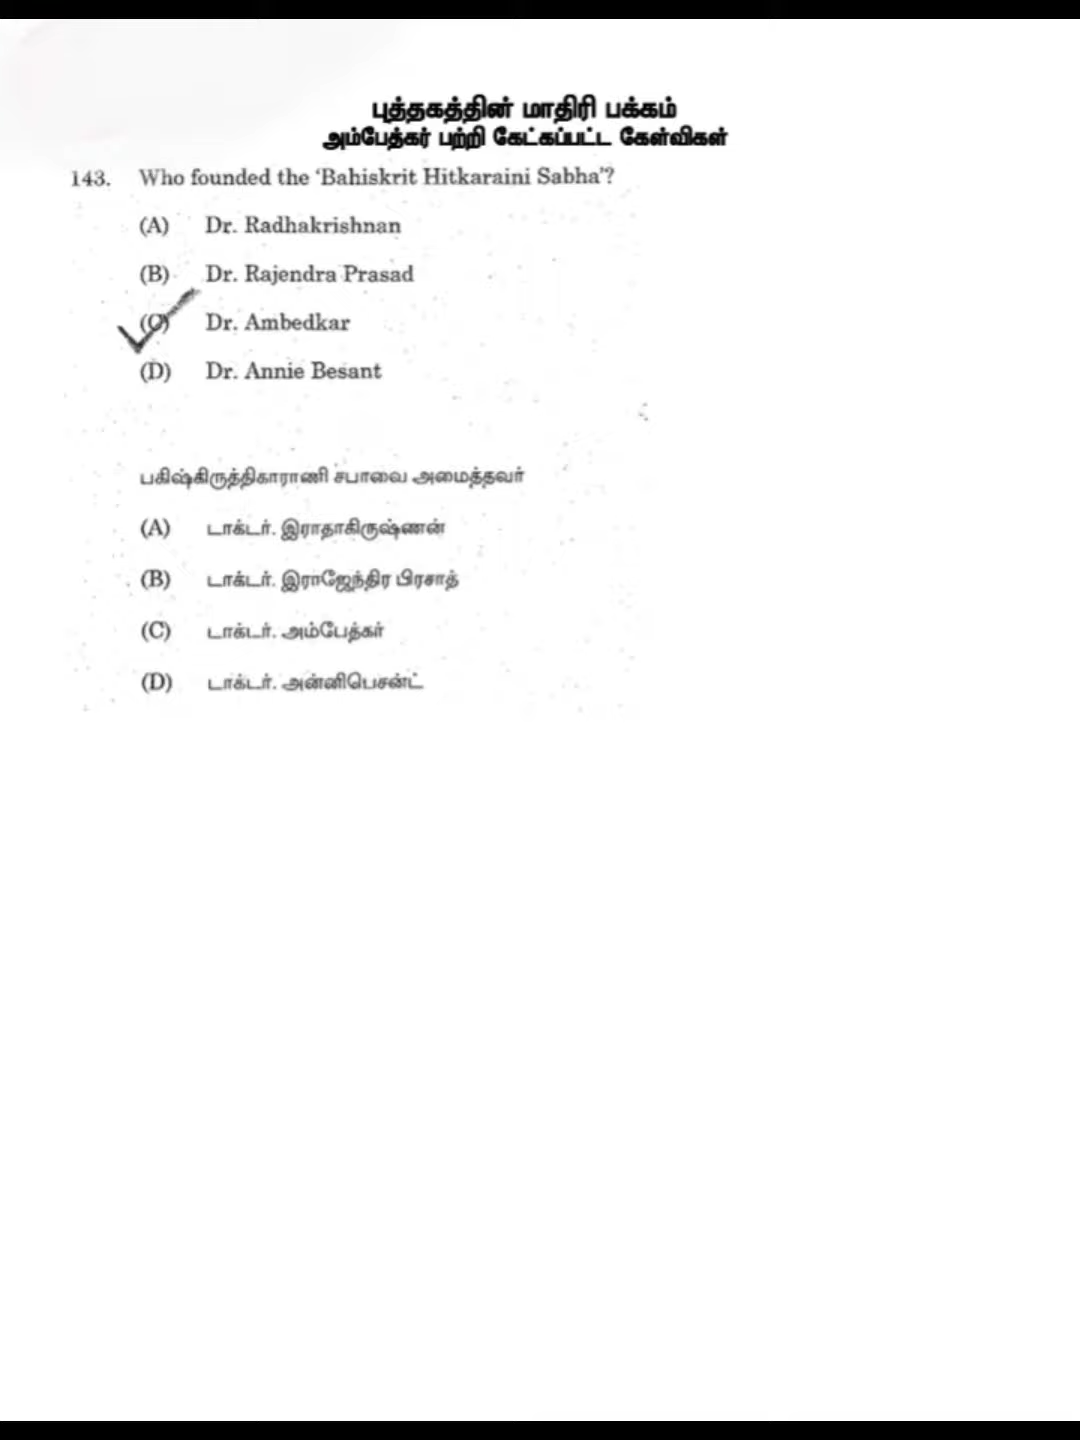 புத்தகத்தின் மாதிரி பக்கம்
அம்பேத்கர் பற்றி கேட்கப்பட்ட கேள்விகள்
143. Who founded the ‘Bahiskrit Hitkaraini Sabha’?
(A) Dr. Radhakrishnan
(B) Dr. Rajendra Prasad
(C) Dr. Ambedkar
(D) Dr. Annie Besant
பகிஷ்கிருத்திகாராணி சபாவை அமைத்தவர்
(A) டாக்டர். இராதாகிருஷ்ணன்
(B) டாக்டர். இராஜேந்திர பிரசாத்
(C) டாக்டர். அம்பேத்கர்
(D) டாக்டர். அன்னிபெசன்ட்